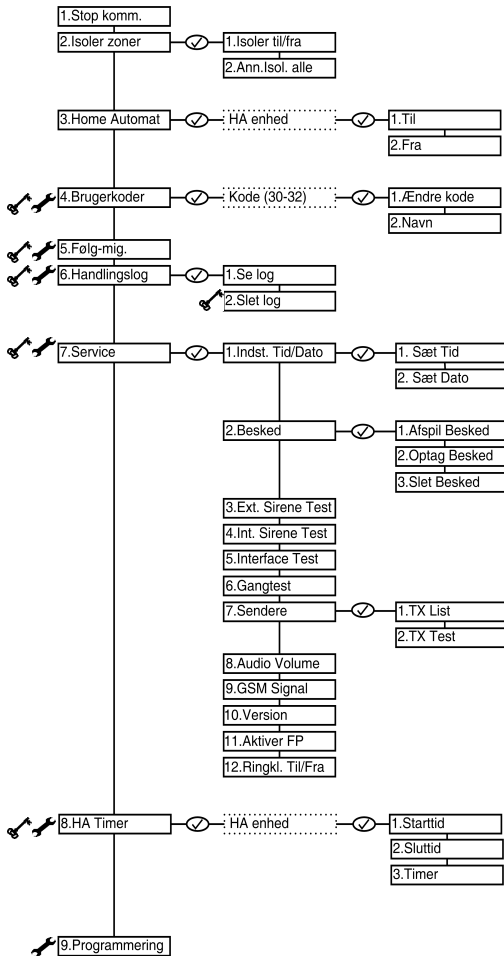 1.Stop komm.
2.Isoler zoner
1.Isoler til/fra
2.Ann.Isol. alle
3.Home Automat
HA enhed
1.Til
2.Fra
4.Brugerkoder
Kode (30-32)
1.Ændre kode
2.Navn
5.Følg-mig.
6.Handlingslog
1.Se log
2.Slet log
7.Service
1.Indst. Tid/Dato
1. Sæt Tid
2. Sæt Dato
2.Besked
1.Afspil Besked
2.Optag Besked
3.Slet Besked
3.Ext. Sirene Test
4.Int. Sirene Test
5.Interface Test
6.Gangtest
7.Sendere
1.TX List
2.TX Test
8.Audio Volume
9.GSM Signal
10.Version
11.Aktiver FP
12.Ringkl. Til/Fra
8.HA Timer
HA enhed
1.Starttid
2.Sluttid
3.Timer
9.Programmering